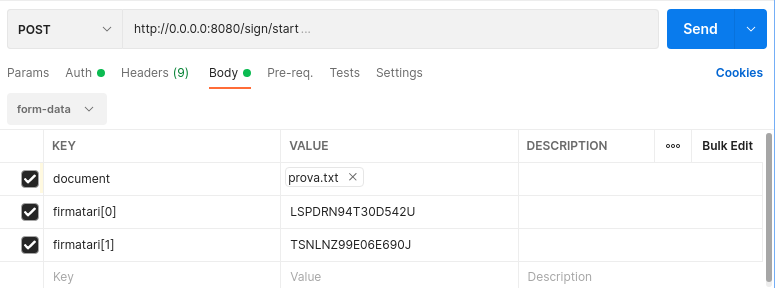 POST http://0.0.0.0:8080/sign/start... Send
Params Auth Headers (9) Body Pre-req. Tests Settings Cookies
form-data
KEY VALUE DESCRIPTION ooo Bulk Edit
document prova.txt ×
firmatari[0] LSPDRN94T30D542U
firmatari[1] TSNLNZ99E06E690J
Key Value Description